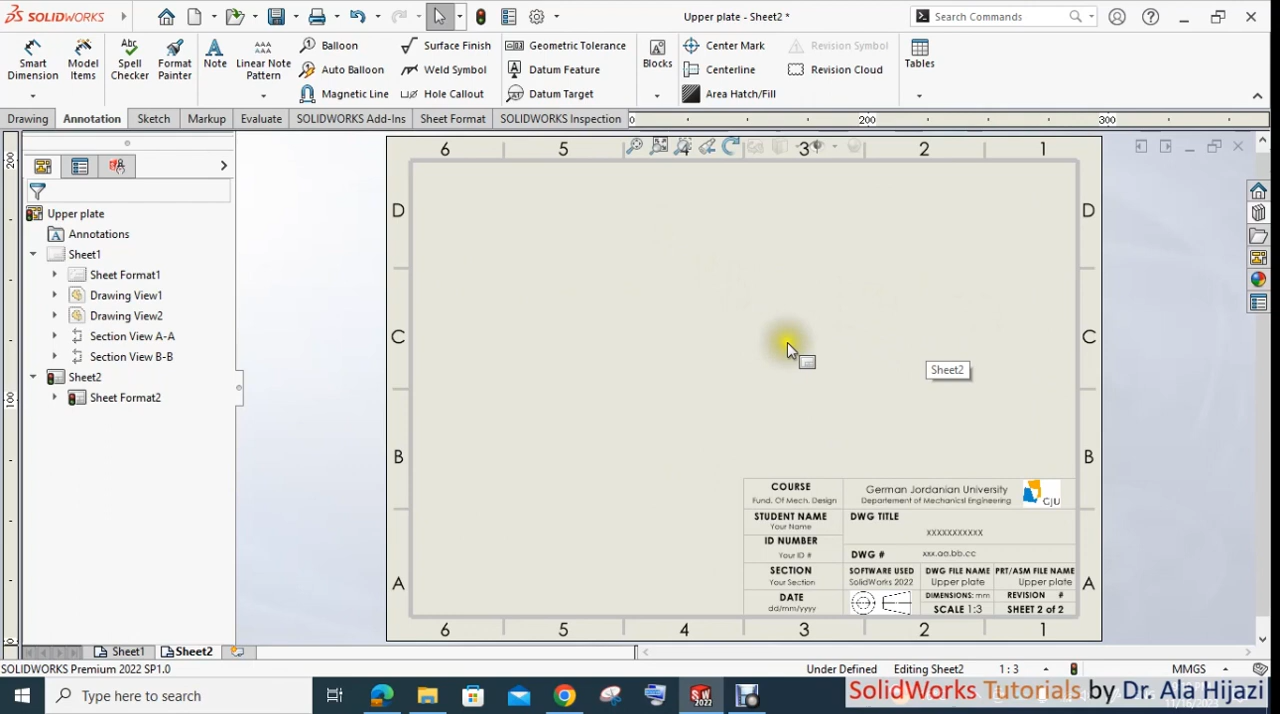 SOLIDWORKS
Upper plate - Sheet2 *
Search Commands
Smart Dimension
Model Items
Spell Checker
Format Painter
Note
Linear Note Pattern
Balloon
Auto Balloon
Magnetic Line
Surface Finish
Weld Symbol
Hole Callout
Geometric Tolerance
Datum Feature
Datum Target
Blocks
Center Mark
Centerline
Area Hatch/Fill
Revision Symbol
Revision Cloud
Tables
Drawing
Annotation
Sketch
Markup
Evaluate
SOLIDWORKS Add-Ins
Sheet Format
SOLIDWORKS Inspection
0
200
300
Upper plate
Annotations
Sheet1
Sheet Format1
Drawing View1
Drawing View2
Section View A-A
Section View B-B
Sheet2
Sheet Format2
200
100
0
6 5 4 3 2 1
D D
C C
B B
A A
Sheet2
COURSE
Fund. Of Mech. Design
German Jordanian University
Departement of Mechanical Engineering
GJU
STUDENT NAME
Your Name
DWG TITLE
xxxxxxxxxxx
ID NUMBER
Your ID #
DWG # xxx.aa.bb.cc
SECTION
Your Section
SOFTWARE USED
SolidWorks 2022
DWG FILE NAME
Upper plate
PRT/ASM FILE NAME
Upper plate
DATE
dd/mm/yyyy
DIMENSIONS: mm
SCALE 1:3
REVISION #
SHEET 2 of 2
6 5 4 3 2 1
Sheet1
Sheet2
SOLIDWORKS Premium 2022 SP1.0
Under Defined
Editing Sheet2
1 : 3
MMGS
Type here to search
SW
2022
SolidWorks Tutorials by Dr. Ala Hijazi